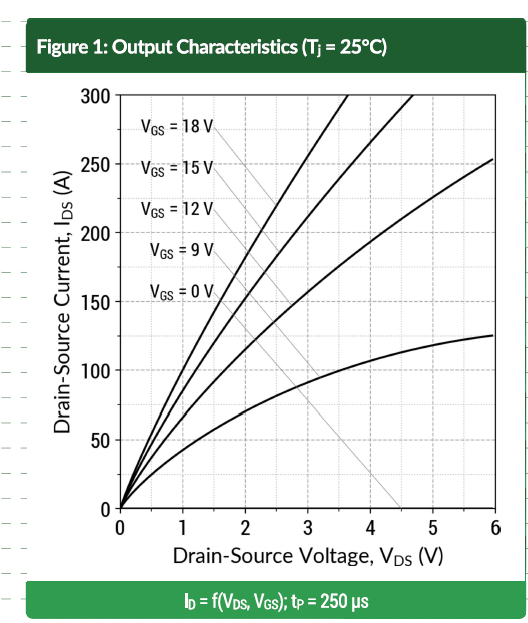 Figure 1: Output Characteristics (Tj = 25°C)
300
250
200
150
100
50
0
Drain-Source Current, IDS (A)
VGS = 18 V
VGS = 15 V
VGS = 12 V
VGS = 9 V
VGS = 0 V
0 1 2 3 4 5 6
Drain-Source Voltage, VDS (V)
ID = f(VDS, VGS); tP = 250 µs